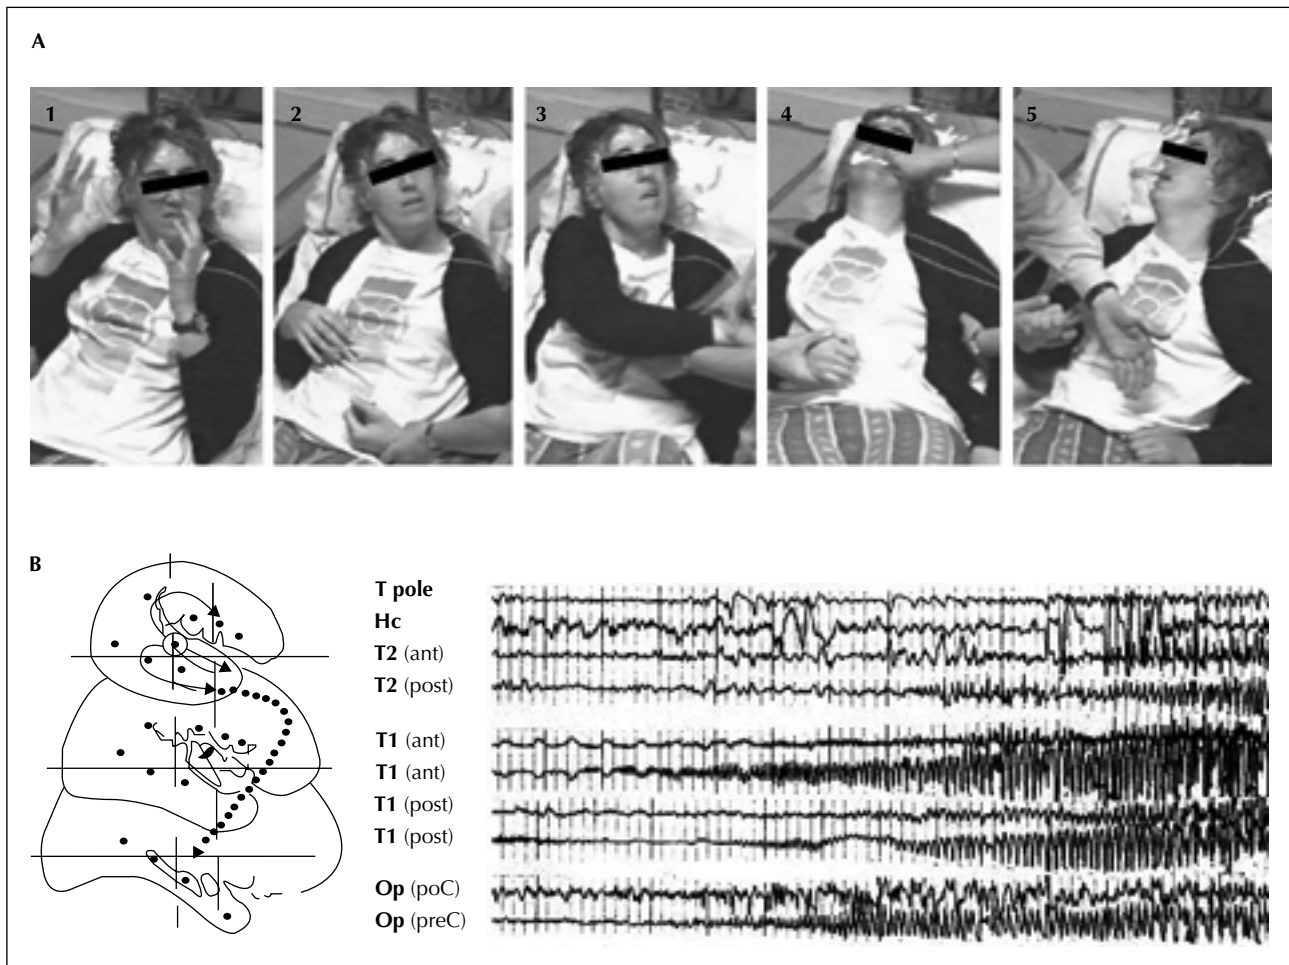 A
1 2 3 4 5
B
T pole
Hc
T2 (ant)
T2 (post)
T1 (ant)
T1 (ant)
T1 (post)
T1 (post)
Op (poC)
Op (preC)